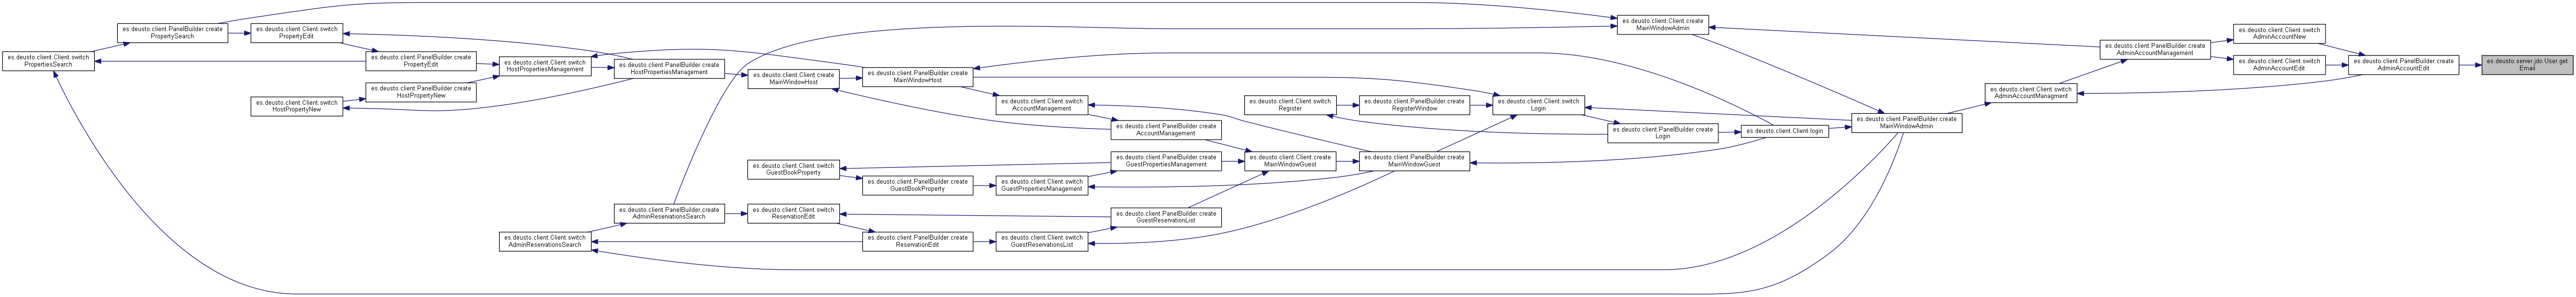 es.deusto.client.Client.switch
PropertiesSearch
es.deusto.client.PanelBuilder.create
PropertySearch
es.deusto.client.Client.switch
PropertyEdit
es.deusto.client.PanelBuilder.create
PropertyEdit
es.deusto.client.PanelBuilder.create
HostPropertyNew
es.deusto.client.Client.switch
HostPropertyNew
es.deusto.client.Client.switch
HostPropertiesManagement
es.deusto.client.PanelBuilder.create
HostPropertiesManagement
es.deusto.client.Client.create
MainWindowHost
es.deusto.client.PanelBuilder.create
MainWindowHost
es.deusto.client.Client.switch
AccountManagement
es.deusto.client.PanelBuilder.create
AccountManagement
es.deusto.client.Client.switch
GuestBookProperty
es.deusto.client.PanelBuilder.create
GuestBookProperty
es.deusto.client.Client.switch
GuestPropertiesManagement
es.deusto.client.PanelBuilder.create
GuestPropertiesManagement
es.deusto.client.Client.switch
AdminReservationsSearch
es.deusto.client.PanelBuilder.create
AdminReservationsSearch
es.deusto.client.Client.switch
ReservationEdit
es.deusto.client.PanelBuilder.create
ReservationEdit
es.deusto.client.Client.switch
GuestReservationsList
es.deusto.client.PanelBuilder.create
GuestReservationList
es.deusto.client.Client.create
MainWindowGuest
es.deusto.client.PanelBuilder.create
MainWindowGuest
es.deusto.client.Client.switch
Register
es.deusto.client.PanelBuilder.create
RegisterWindow
es.deusto.client.Client.switch
Login
es.deusto.client.PanelBuilder.create
Login
es.deusto.client.Client.create
MainWindowAdmin
es.deusto.client.Client.login
es.deusto.client.PanelBuilder.create
MainWindowAdmin
es.deusto.client.Client.switch
AdminAccountManagment
es.deusto.client.PanelBuilder.create
AdminAccountManagement
es.deusto.client.Client.switch
AdminAccountNew
es.deusto.client.Client.switch
AdminAccountEdit
es.deusto.client.PanelBuilder.create
AdminAccountEdit
es.deusto.server.jdo.User.get
Email